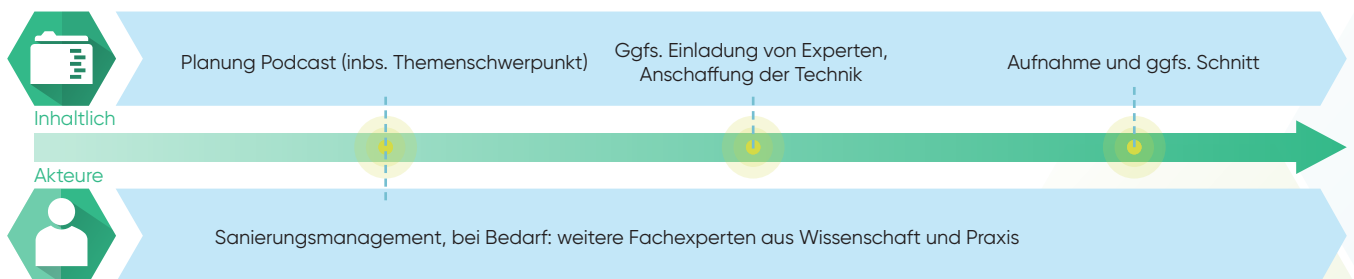 Planung Podcast (inbs. Themenschwerpunkt)
Ggfs. Einladung von Experten,
Anschaffung der Technik
Aufnahme und ggfs. Schnitt
Inhaltlich
Akteure
Sanierungsmanagement, bei Bedarf: weitere Fachexperten aus Wissenschaft und Praxis